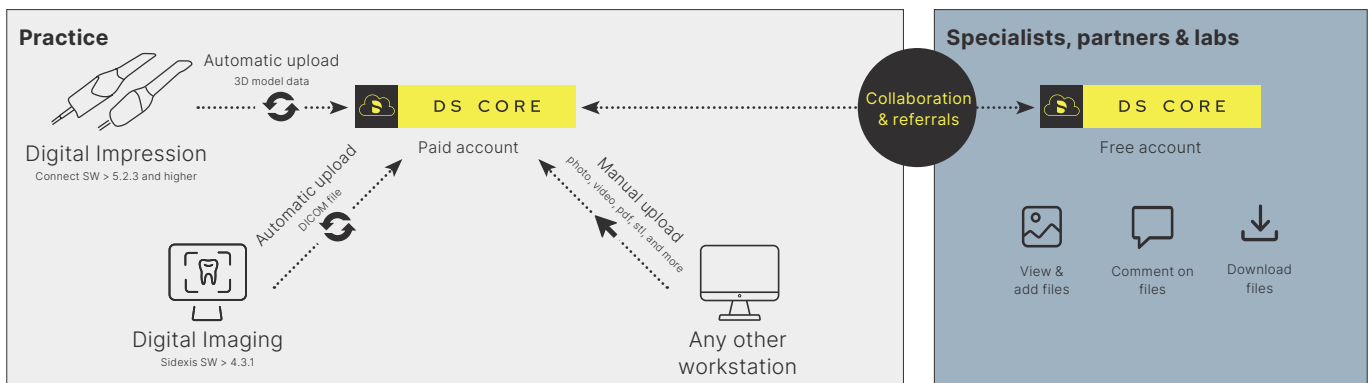 Practice
Automatic upload
3D model data
DS CORE
Paid account
Digital Impression
Connect SW > 5.2.3 and higher
Automatic upload
DICOM file
Manual upload
photo, video, pdf, stl, and more
Digital Imaging
Sidexis SW > 4.3.1
Any other
workstation
Collaboration
& referrals
Specialists, partners & labs
DS CORE
Free account
View &
add files
Comment on
files
Download
files